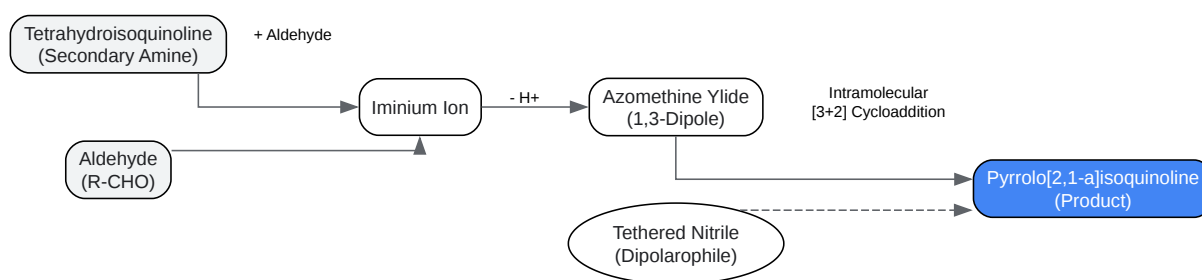 Tetrahydroisoquinoline
(Secondary Amine)
+ Aldehyde
Iminium Ion
- H+
Azomethine Ylide
(1,3-Dipole)
Intramolecular
[3+2] Cycloaddition
Aldehyde
(R-CHO)
Pyrrolo[2,1-a]isoquinoline
(Product)
Tethered Nitrile
(Dipolarophile)